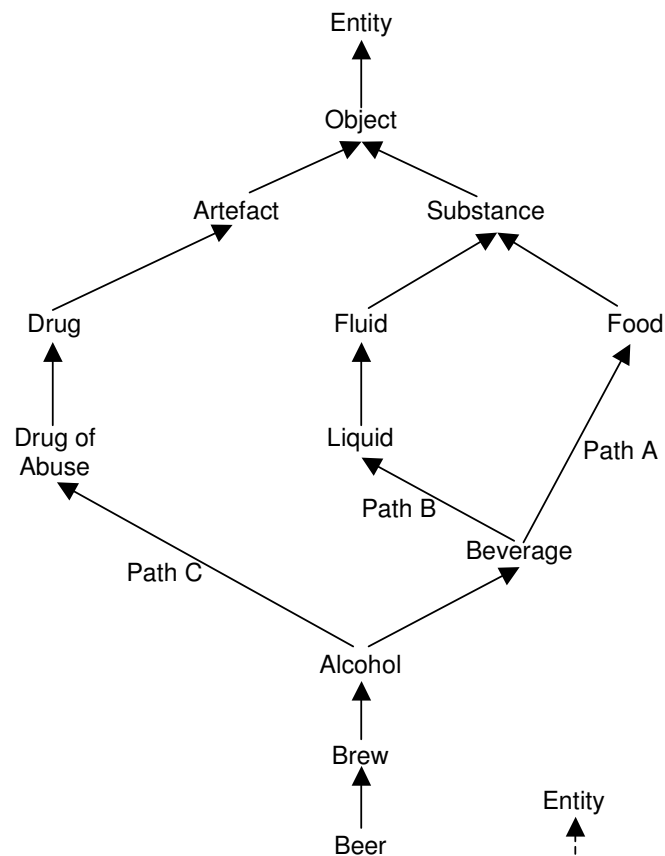 Entity
Object
Artefact
Substance
Drug
Fluid
Food
Drug of
Abuse
Liquid
Path A
Path B
Beverage
Path C
Alcohol
Brew
Entity
Beer